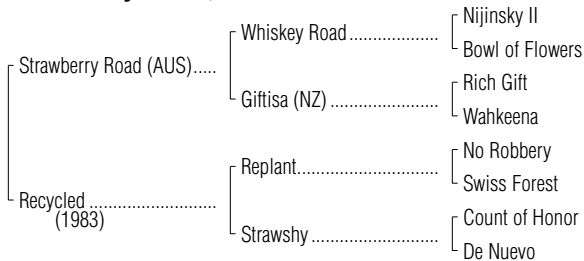 Nijinsky II
Whiskey Road
Bowl of Flowers
Strawberry Road (AUS)
Rich Gift
Giftisa (NZ)
Wahkeena
No Robbery
Replant
Swiss Forest
Recycled
(1983)
Count of Honor
Strawshy
De Nuevo